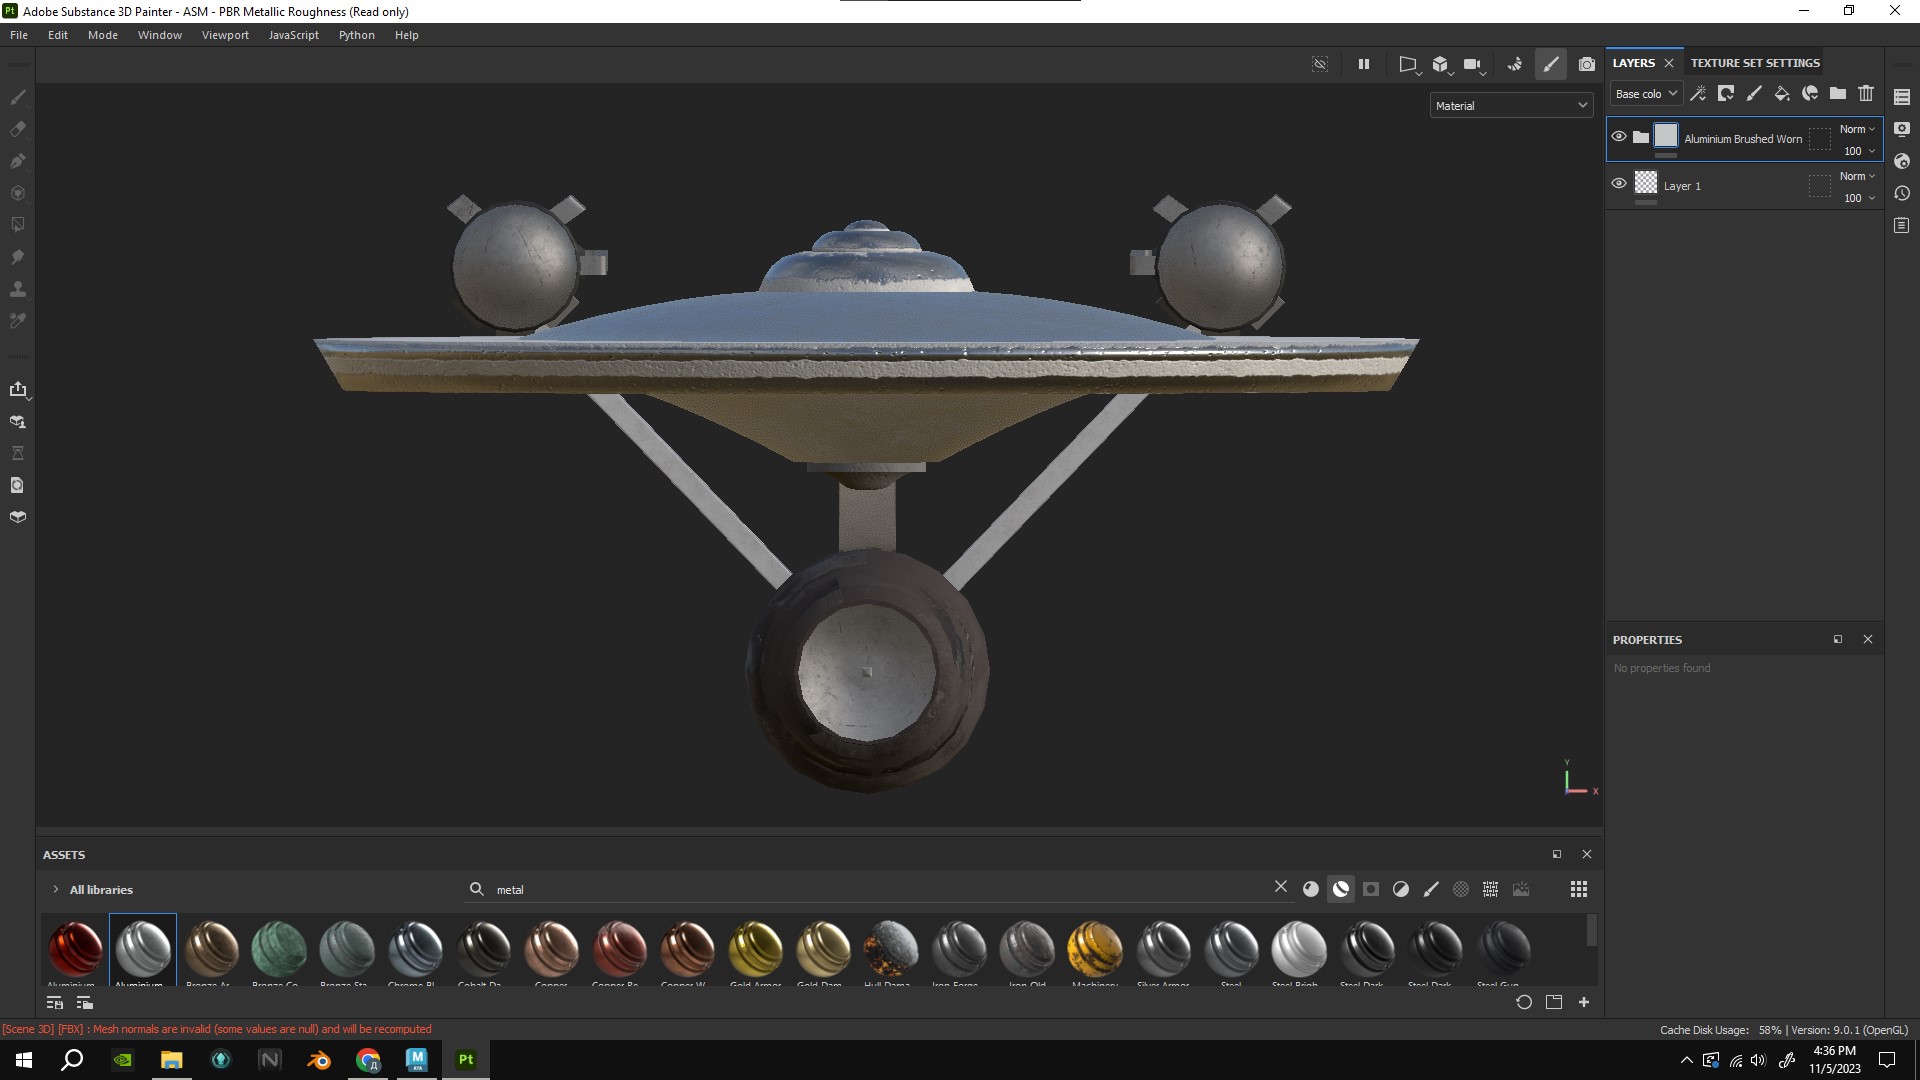 Pt Adobe Substance 3D Painter - ASM - PBR Metallic Roughness (Read only)
File Edit Mode Window Viewport JavaScript Python Help
LAYERS TEXTURE SET SETTINGS
Base colo
Material
Aluminium Brushed Worn Norm
100
Layer 1 Norm
100
PROPERTIES
No properties found
Y
X
ASSETS
All libraries
metal
Aluminium... Aluminium... Bronze Ar... Bronze Co... Bronze Sta... Chrome Bl... Cobalt Da... Copper Copper Re... Copper W... Gold Armor Gold Dam... Hull Dama... Iron Forge... Iron Old Machinery Silver Armor Steel Steel Brigh... Steel Dark... Steel Dark... Steel Gun...
[Scene 3D] [FBX] : Mesh normals are invalid (some values are null) and will be recomputed
Cache Disk Usage: 58% | Version: 9.0.1 (OpenGL)
N
Д
M
Pt
4:36 PM
11/5/2023